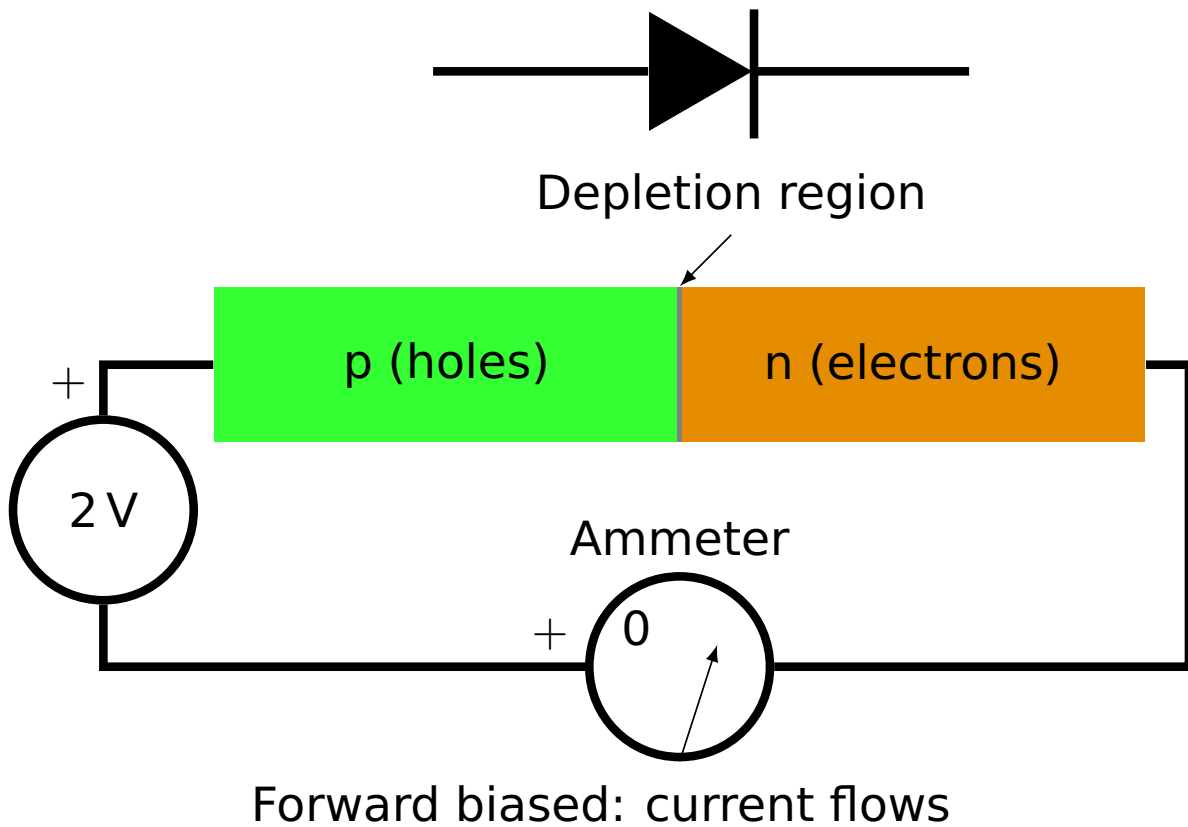 Depletion region
p (holes)
n (electrons)
+
2 V
Ammeter
+
0
Forward biased: current flows